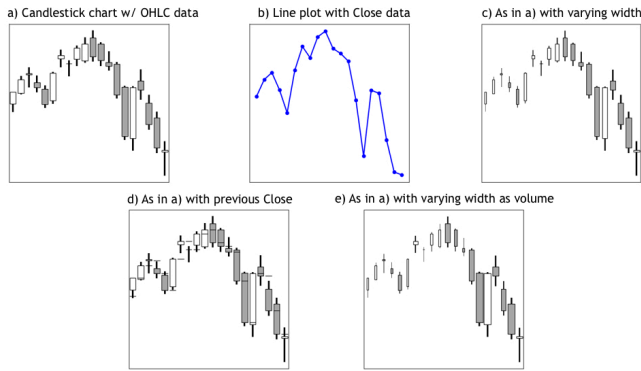 a) Candlestick chart w/ OHLC data
b) Line plot with Close data
c) As in a) with varying width
d) As in a) with previous Close
e) As in a) with varying width as volume